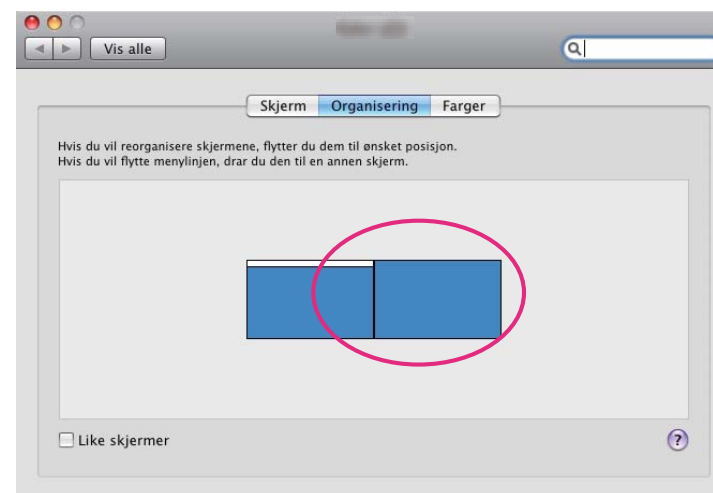 Vis alle
Skjerm Organisering Farger
Hvis du vil reorganisere skjermene, flytter du dem til ønsket posisjon.
Hvis du vil flytte menylinjen, drar du den til en annen skjerm.
Like skjermer
?